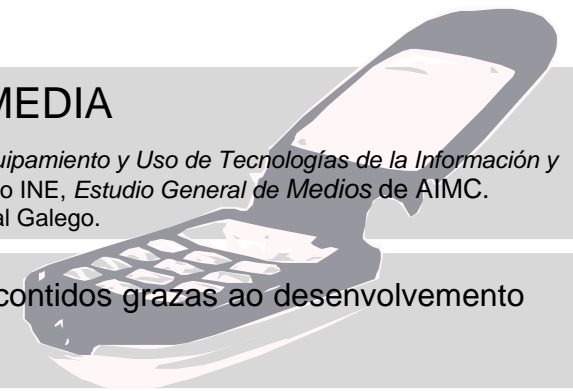 MEDIA
uipamiento y Uso de Tecnologías de la Información y
o INE, Estudio General de Medios de AIMC.
al Galego.
contidos grazas ao desenvolvemento